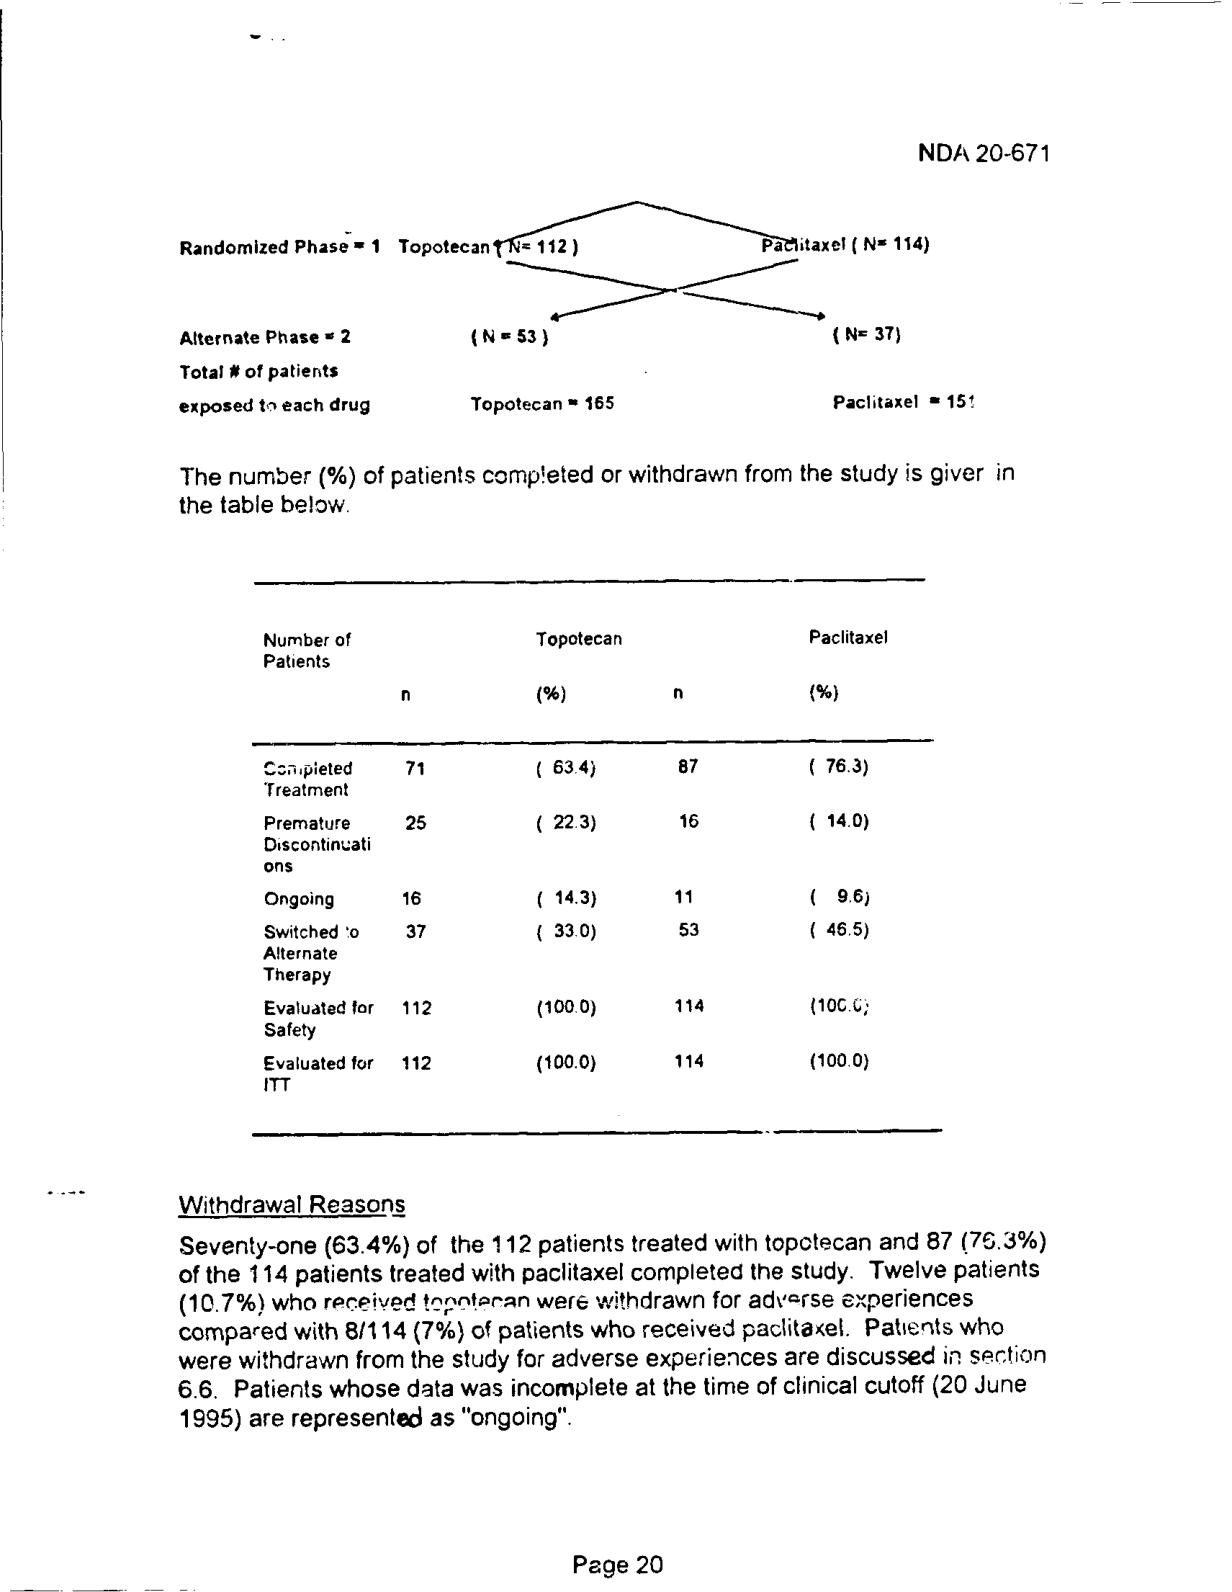 NDA 20-671
Randomized Phase = 1 Topotecan ( N= 112 ) Paclitaxel ( N= 114)
Alternate Phase = 2 ( N = 53 ) ( N= 37)
Total # of patients
exposed to each drug Topotecan = 165 Paclitaxel = 151
The number (%) of patients completed or withdrawn from the study is given in
the table below.
Number of Topotecan Paclitaxel
Patients
n (%) n (%)
Completed 71 ( 63.4) 87 ( 76.3)
Treatment
Premature 25 ( 22.3) 16 ( 14.0)
Discontinuati
ons
Ongoing 16 ( 14.3) 11 ( 9.6)
Switched to 37 ( 33.0) 53 ( 46.5)
Alternate
Therapy
Evaluated for 112 (100.0) 114 (100.0)
Safety
Evaluated for 112 (100.0) 114 (100.0)
ITT
Withdrawal Reasons
Seventy-one (63.4%) of the 112 patients treated with topotecan and 87 (76.3%)
of the 114 patients treated with paclitaxel completed the study. Twelve patients
(10.7%) who received topotecan were withdrawn for adverse experiences
compared with 8/114 (7%) of patients who received paclitaxel. Patients who
were withdrawn from the study for adverse experiences are discussed in section
6.6. Patients whose data was incomplete at the time of clinical cutoff (20 June
1995) are represented as "ongoing".
Page 20